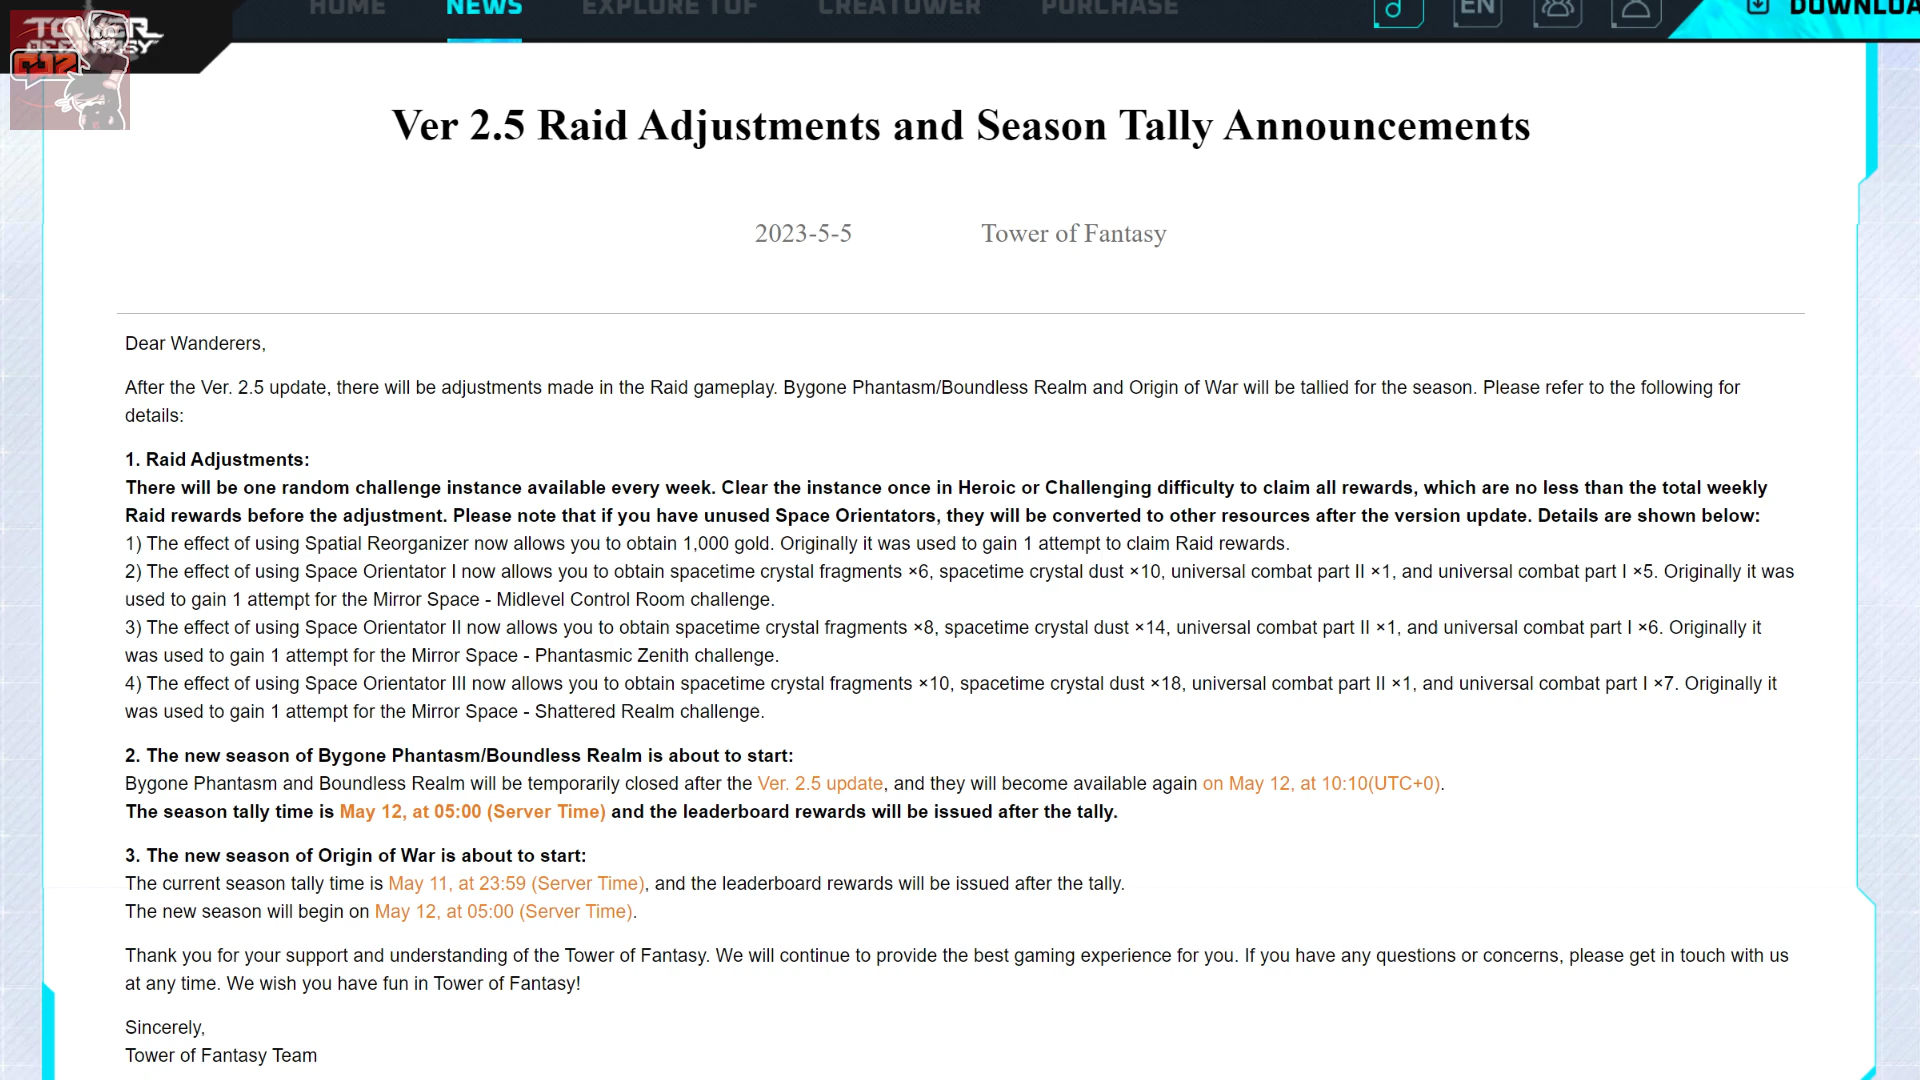 HOME NEWS EXPLORE TOF CREATOWER PURCHASE EN DOWNLOA
TOWER
OF FANTASY
Ver 2.5 Raid Adjustments and Season Tally Announcements
2023-5-5 Tower of Fantasy
Dear Wanderers,
After the Ver. 2.5 update, there will be adjustments made in the Raid gameplay. Bygone Phantasm/Boundless Realm and Origin of War will be tallied for the season. Please refer to the following for
details:
1. Raid Adjustments:
There will be one random challenge instance available every week. Clear the instance once in Heroic or Challenging difficulty to claim all rewards, which are no less than the total weekly
Raid rewards before the adjustment. Please note that if you have unused Space Orientators, they will be converted to other resources after the version update. Details are shown below:
1) The effect of using Spatial Reorganizer now allows you to obtain 1,000 gold. Originally it was used to gain 1 attempt to claim Raid rewards.
2) The effect of using Space Orientator I now allows you to obtain spacetime crystal fragments ×6, spacetime crystal dust ×10, universal combat part II ×1, and universal combat part I ×5. Originally it was
used to gain 1 attempt for the Mirror Space - Midlevel Control Room challenge.
3) The effect of using Space Orientator II now allows you to obtain spacetime crystal fragments ×8, spacetime crystal dust ×14, universal combat part II ×1, and universal combat part I ×6. Originally it
was used to gain 1 attempt for the Mirror Space - Phantasmic Zenith challenge.
4) The effect of using Space Orientator III now allows you to obtain spacetime crystal fragments ×10, spacetime crystal dust ×18, universal combat part II ×1, and universal combat part I ×7. Originally it
was used to gain 1 attempt for the Mirror Space - Shattered Realm challenge.
2. The new season of Bygone Phantasm/Boundless Realm is about to start:
Bygone Phantasm and Boundless Realm will be temporarily closed after the Ver. 2.5 update, and they will become available again on May 12, at 10:10(UTC+0).
The season tally time is May 12, at 05:00 (Server Time) and the leaderboard rewards will be issued after the tally.
3. The new season of Origin of War is about to start:
The current season tally time is May 11, at 23:59 (Server Time), and the leaderboard rewards will be issued after the tally.
The new season will begin on May 12, at 05:00 (Server Time).
Thank you for your support and understanding of the Tower of Fantasy. We will continue to provide the best gaming experience for you. If you have any questions or concerns, please get in touch with us
at any time. We wish you have fun in Tower of Fantasy!
Sincerely,
Tower of Fantasy Team